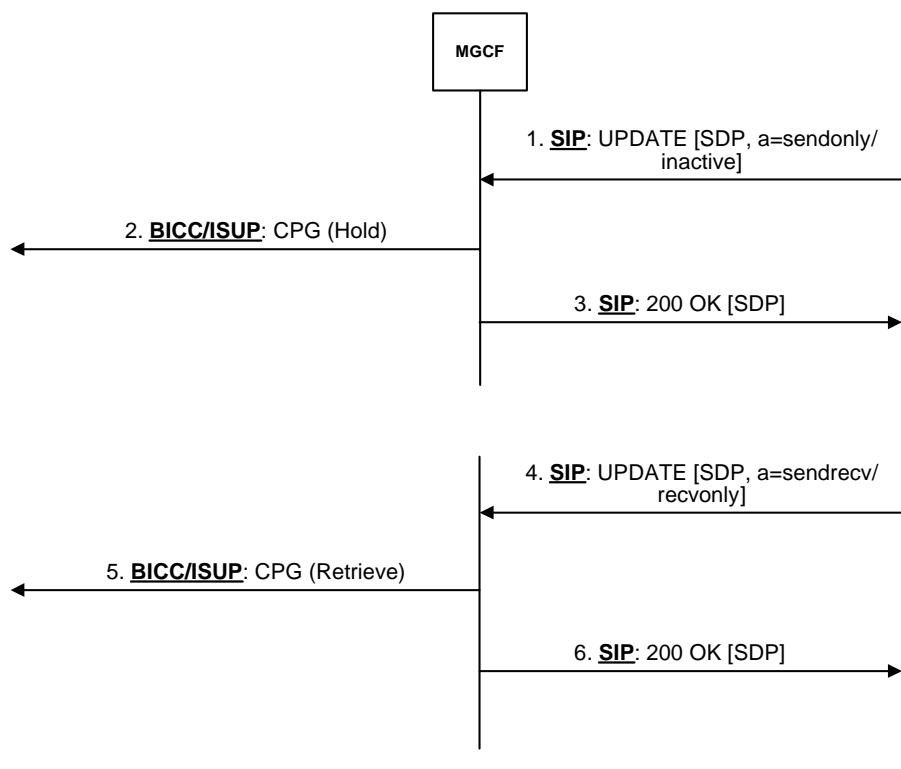 MGCF
1. SIP: UPDATE [SDP, a=sendonly/
inactive]
2. BICC/ISUP: CPG (Hold)
3. SIP: 200 OK [SDP]
4. SIP: UPDATE [SDP, a=sendrecv/
recvonly]
5. BICC/ISUP: CPG (Retrieve)
6. SIP: 200 OK [SDP]